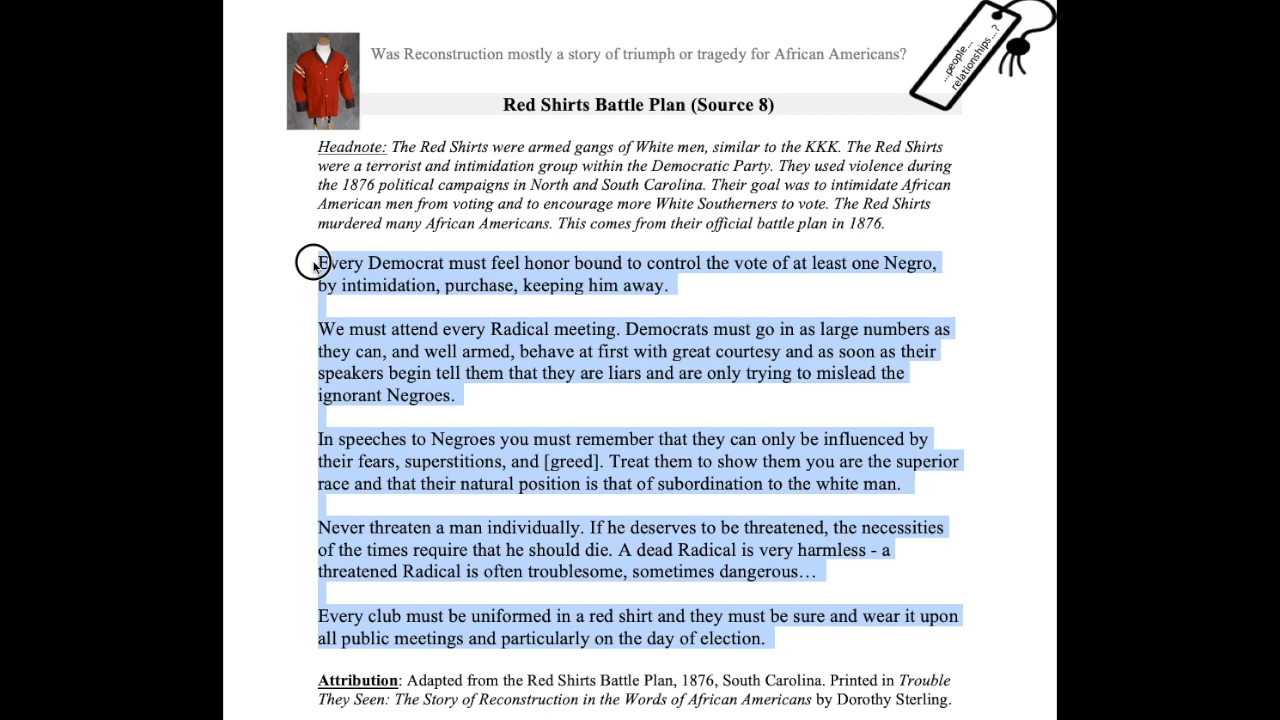 Was Reconstruction mostly a story of triumph or tragedy for African Americans?
...people...
relationships...?
Red Shirts Battle Plan (Source 8)
Headnote: The Red Shirts were armed gangs of White men, similar to the KKK. The Red Shirts
were a terrorist and intimidation group within the Democratic Party. They used violence during
the 1876 political campaigns in North and South Carolina. Their goal was to intimidate African
American men from voting and to encourage more White Southerners to vote. The Red Shirts
murdered many African Americans. This comes from their official battle plan in 1876.
Every Democrat must feel honor bound to control the vote of at least one Negro,
by intimidation, purchase, keeping him away.
We must attend every Radical meeting. Democrats must go in as large numbers as
they can, and well armed, behave at first with great courtesy and as soon as their
speakers begin tell them that they are liars and are only trying to mislead the
ignorant Negroes.
In speeches to Negroes you must remember that they can only be influenced by
their fears, superstitions, and [greed]. Treat them to show them you are the superior
race and that their natural position is that of subordination to the white man.
Never threaten a man individually. If he deserves to be threatened, the necessities
of the times require that he should die. A dead Radical is very harmless - a
threatened Radical is often troublesome, sometimes dangerous…
Every club must be uniformed in a red shirt and they must be sure and wear it upon
all public meetings and particularly on the day of election.
Attribution: Adapted from the Red Shirts Battle Plan, 1876, South Carolina. Printed in Trouble
They Seen: The Story of Reconstruction in the Words of African Americans by Dorothy Sterling.